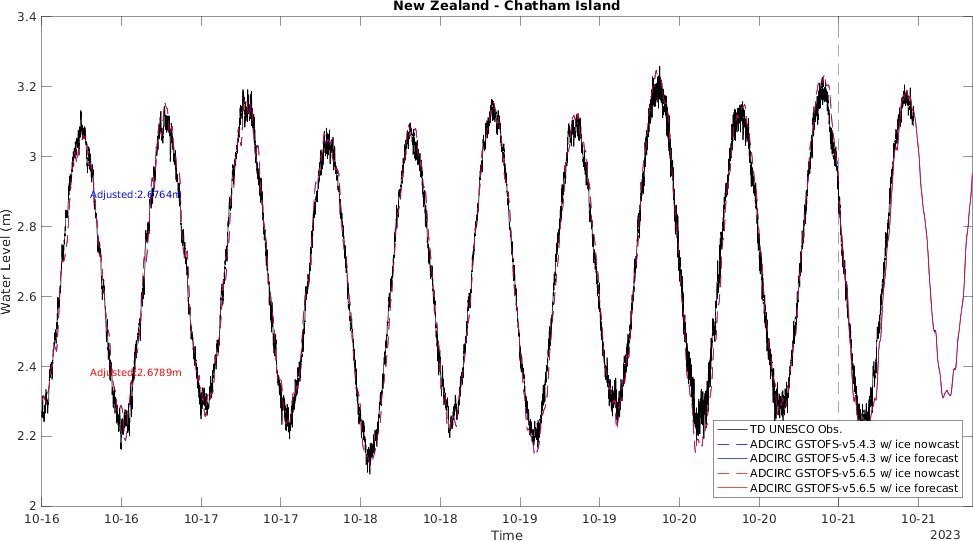 New Zealand - Chatham Island
3.4
3.2
3
2.8
2.6
2.4
2.2
2
Water Level (m)
Adjusted:2.6764m
Adjusted:2.6789m
TD UNESCO Obs.
ADCIRC GSTOFS-v5.4.3 w/ ice nowcast
ADCIRC GSTOFS-v5.4.3 w/ ice forecast
ADCIRC GSTOFS-v5.6.5 w/ ice nowcast
ADCIRC GSTOFS-v5.6.5 w/ ice forecast
10-16 10-16 10-17 10-17 10-18 10-18 10-19 10-19 10-20 10-20 10-21 10-21
2023
Time